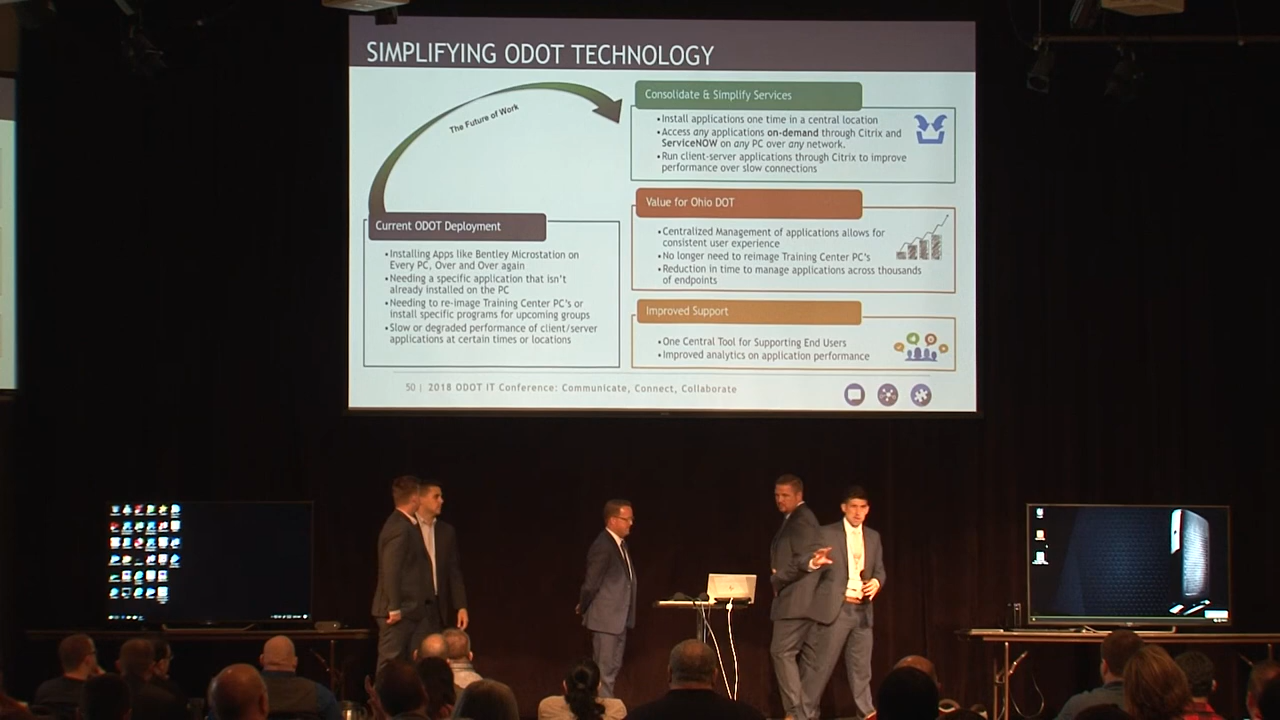 SIMPLIFYING ODOT TECHNOLOGY
The Future of Work
Current ODOT Deployment
•Installing Apps like Bentley Microstation on
Every PC, Over and Over again
•Needing a specific application that isn't
already installed on the PC
•Needing to re-image Training Center PC's or
install specific programs for upcoming groups
•Slow or degraded performance of client/server
applications at certain times or locations
Consolidate & Simplify Services
•Install applications one time in a central location
•Access any applications on-demand through Citrix and
ServiceNOW on any PC over any network.
•Run client-server applications through Citrix to improve
performance over slow connections
Value for Ohio DOT
•Centralized Management of applications allows for
consistent user experience
•No longer need to reimage Training Center PC's
•Reduction in time to manage applications across thousands
of endpoints
Improved Support
•One Central Tool for Supporting End Users
•Improved analytics on application performance
50 | 2018 ODOT IT Conference: Communicate, Connect, Collaborate